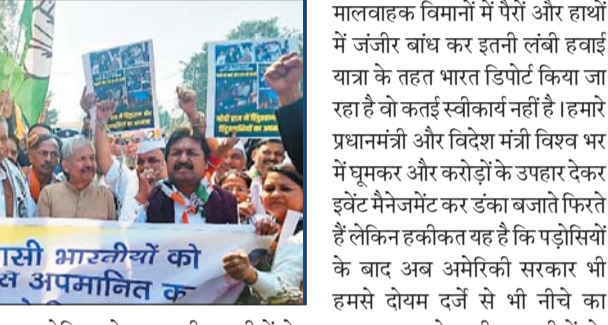 मोदी राज में हिंदुस्तान और
हिंदुस्तानियों का अपमान
सी भारतीयों को
अपमानित क
मालवाहक विमानों में पैरों और हाथों
में जंजीर बांध कर इतनी लंबी हवाई
यात्रा के तहत भारत डिपोर्ट किया जा
रहा है वो कतई स्वीकार्य नहीं है।हमारे
प्रधानमंत्री और विदेश मंत्री विश्व भर
में घूमकर और करोड़ों के उपहार देकर
इवेंट मैनेजमेंट कर डंका बजाते फिरते
हैं लेकिन हकीकत यह है कि पड़ोसियों
के बाद अब अमेरिकी सरकार भी
हमसे दोयम दर्जे से भी नीचे का